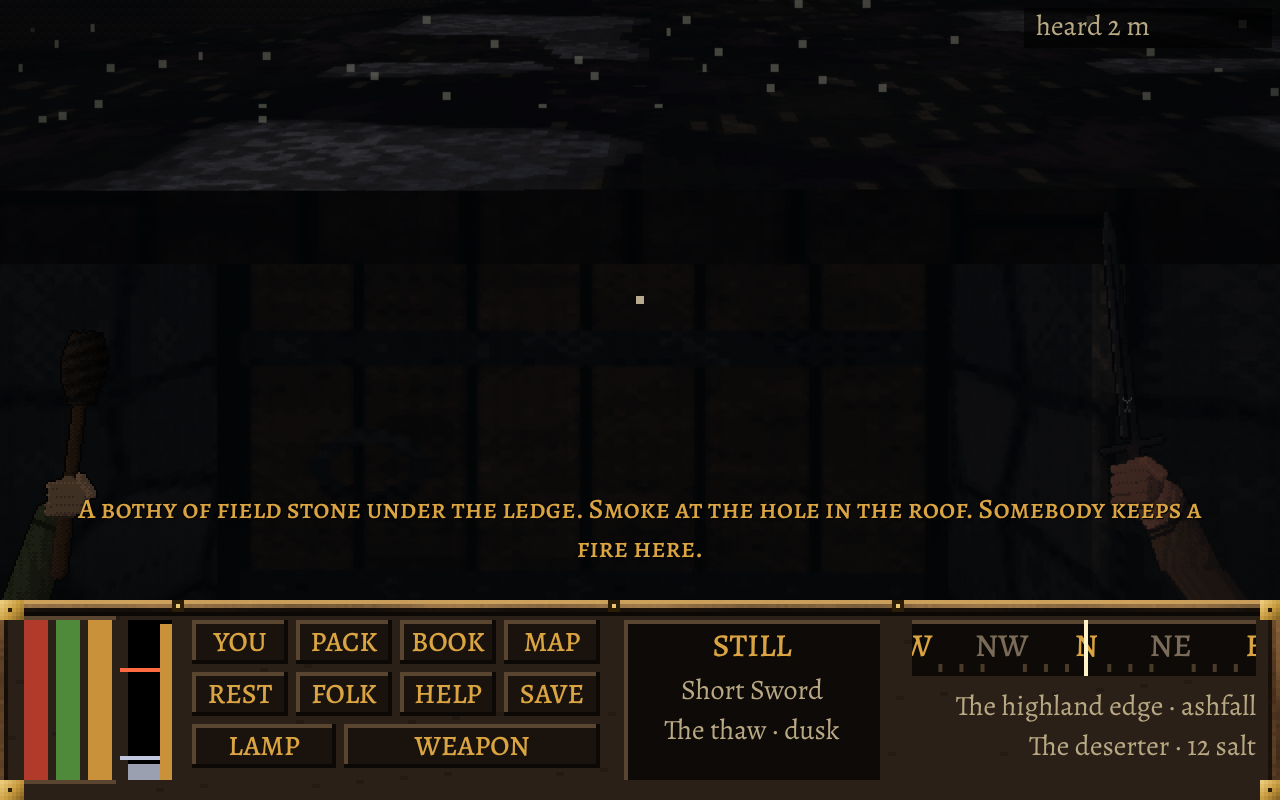 heard 2 m
A bothy of field stone under the ledge. Smoke at the hole in the roof. Somebody keeps a
fire here.
YOU PACK BOOK MAP
REST FOLK HELP SAVE
LAMP WEAPON
STILL
Short Sword
The thaw · dusk
W NW N NE E
The highland edge · ashfall
The deserter · 12 salt